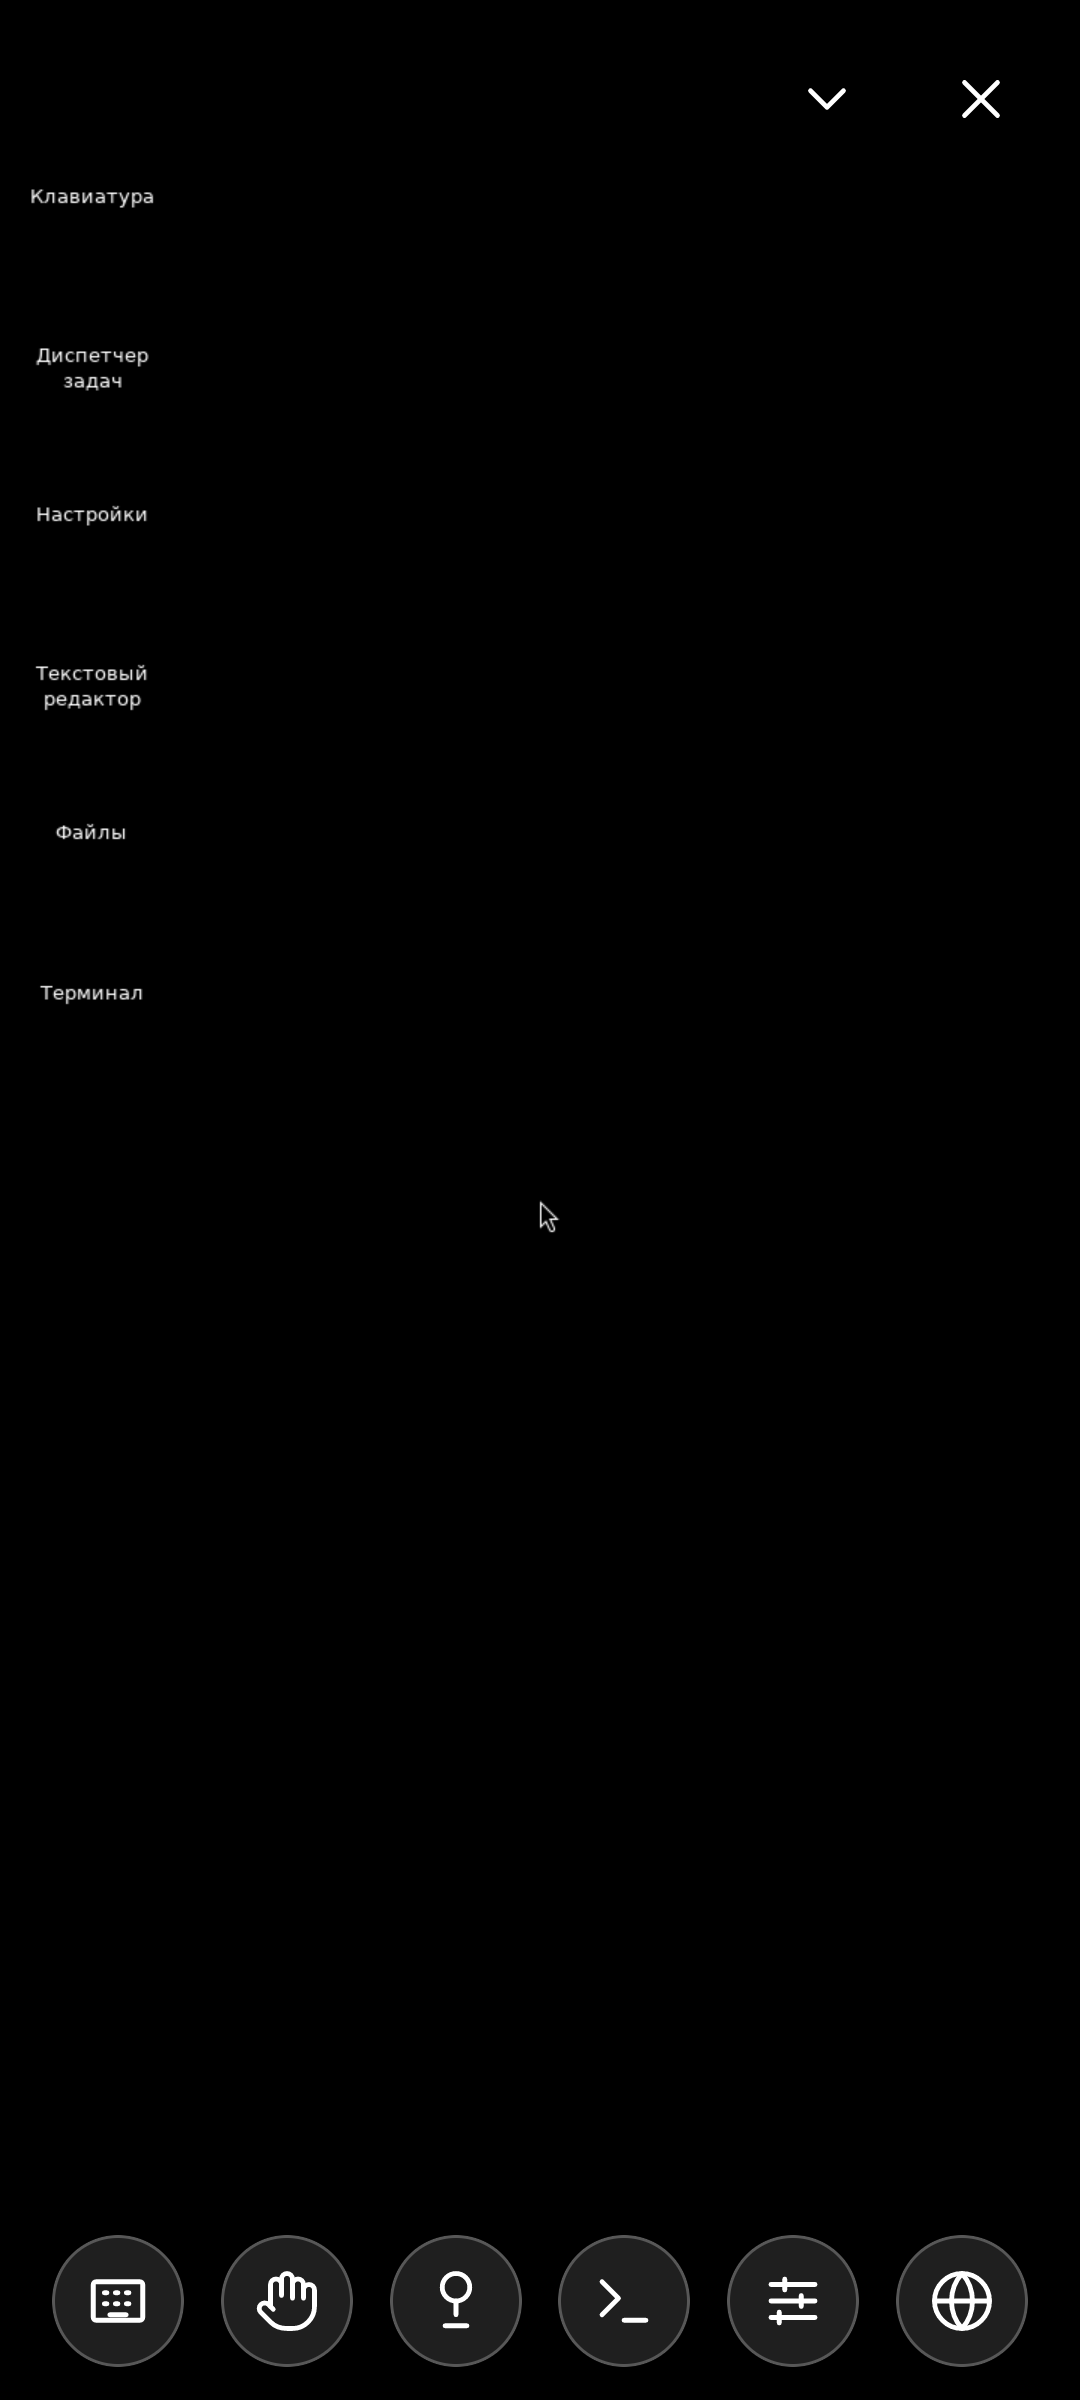 Клавиатура
Диспетчер
задач
Настройки
Текстовый
редактор
Файлы
Терминал